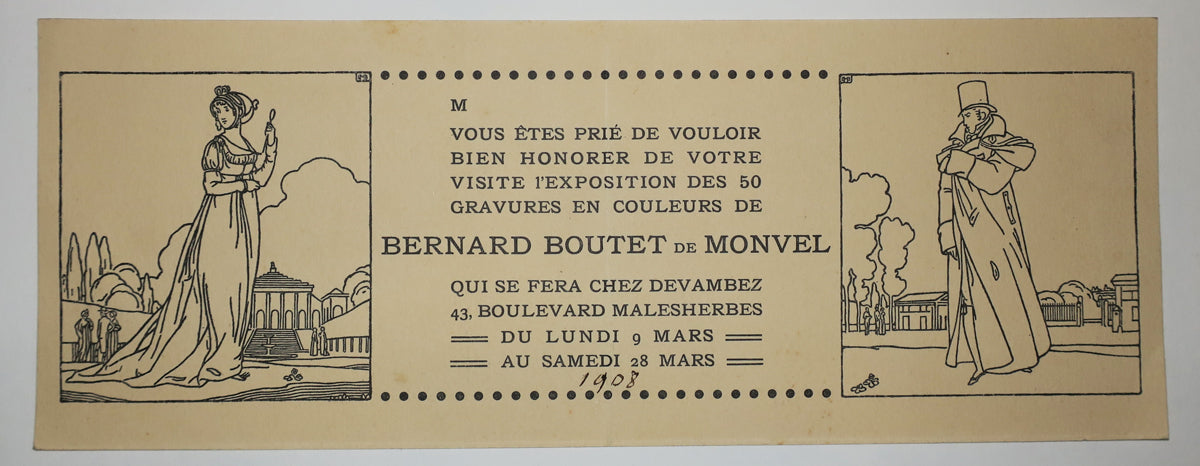 M
VOUS ÊTES PRIÉ DE VOULOIR
BIEN HONORER DE VOTRE
VISITE l'EXPOSITION DES 50
GRAVURES EN COULEURS DE
BERNARD BOUTET DE MONVEL
QUI SE FERA CHEZ DEVAMBEZ
43, BOULEVARD MALESHERBES
DU LUNDI 9 MARS
AU SAMEDI 28 MARS
1908